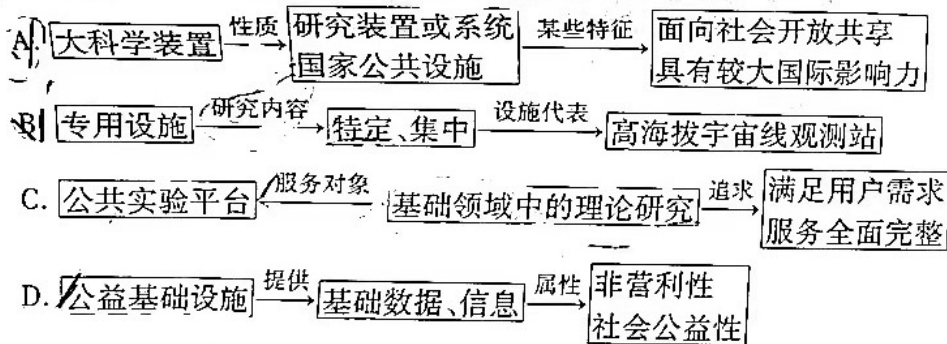 A. 大科学装置 性质 研究装置或系统 某些特征 面向社会开放共享
国家公共设施 具有较大国际影响力
B. 专用设施 研究内容 特定、集中 设施代表 高海拔宇宙线观测站
C. 公共实验平台 服务对象 基础领域中的理论研究 追求 满足用户需求
服务全面完整
D. 公益基础设施 提供 基础数据、信息 属性 非营利性
社会公益性